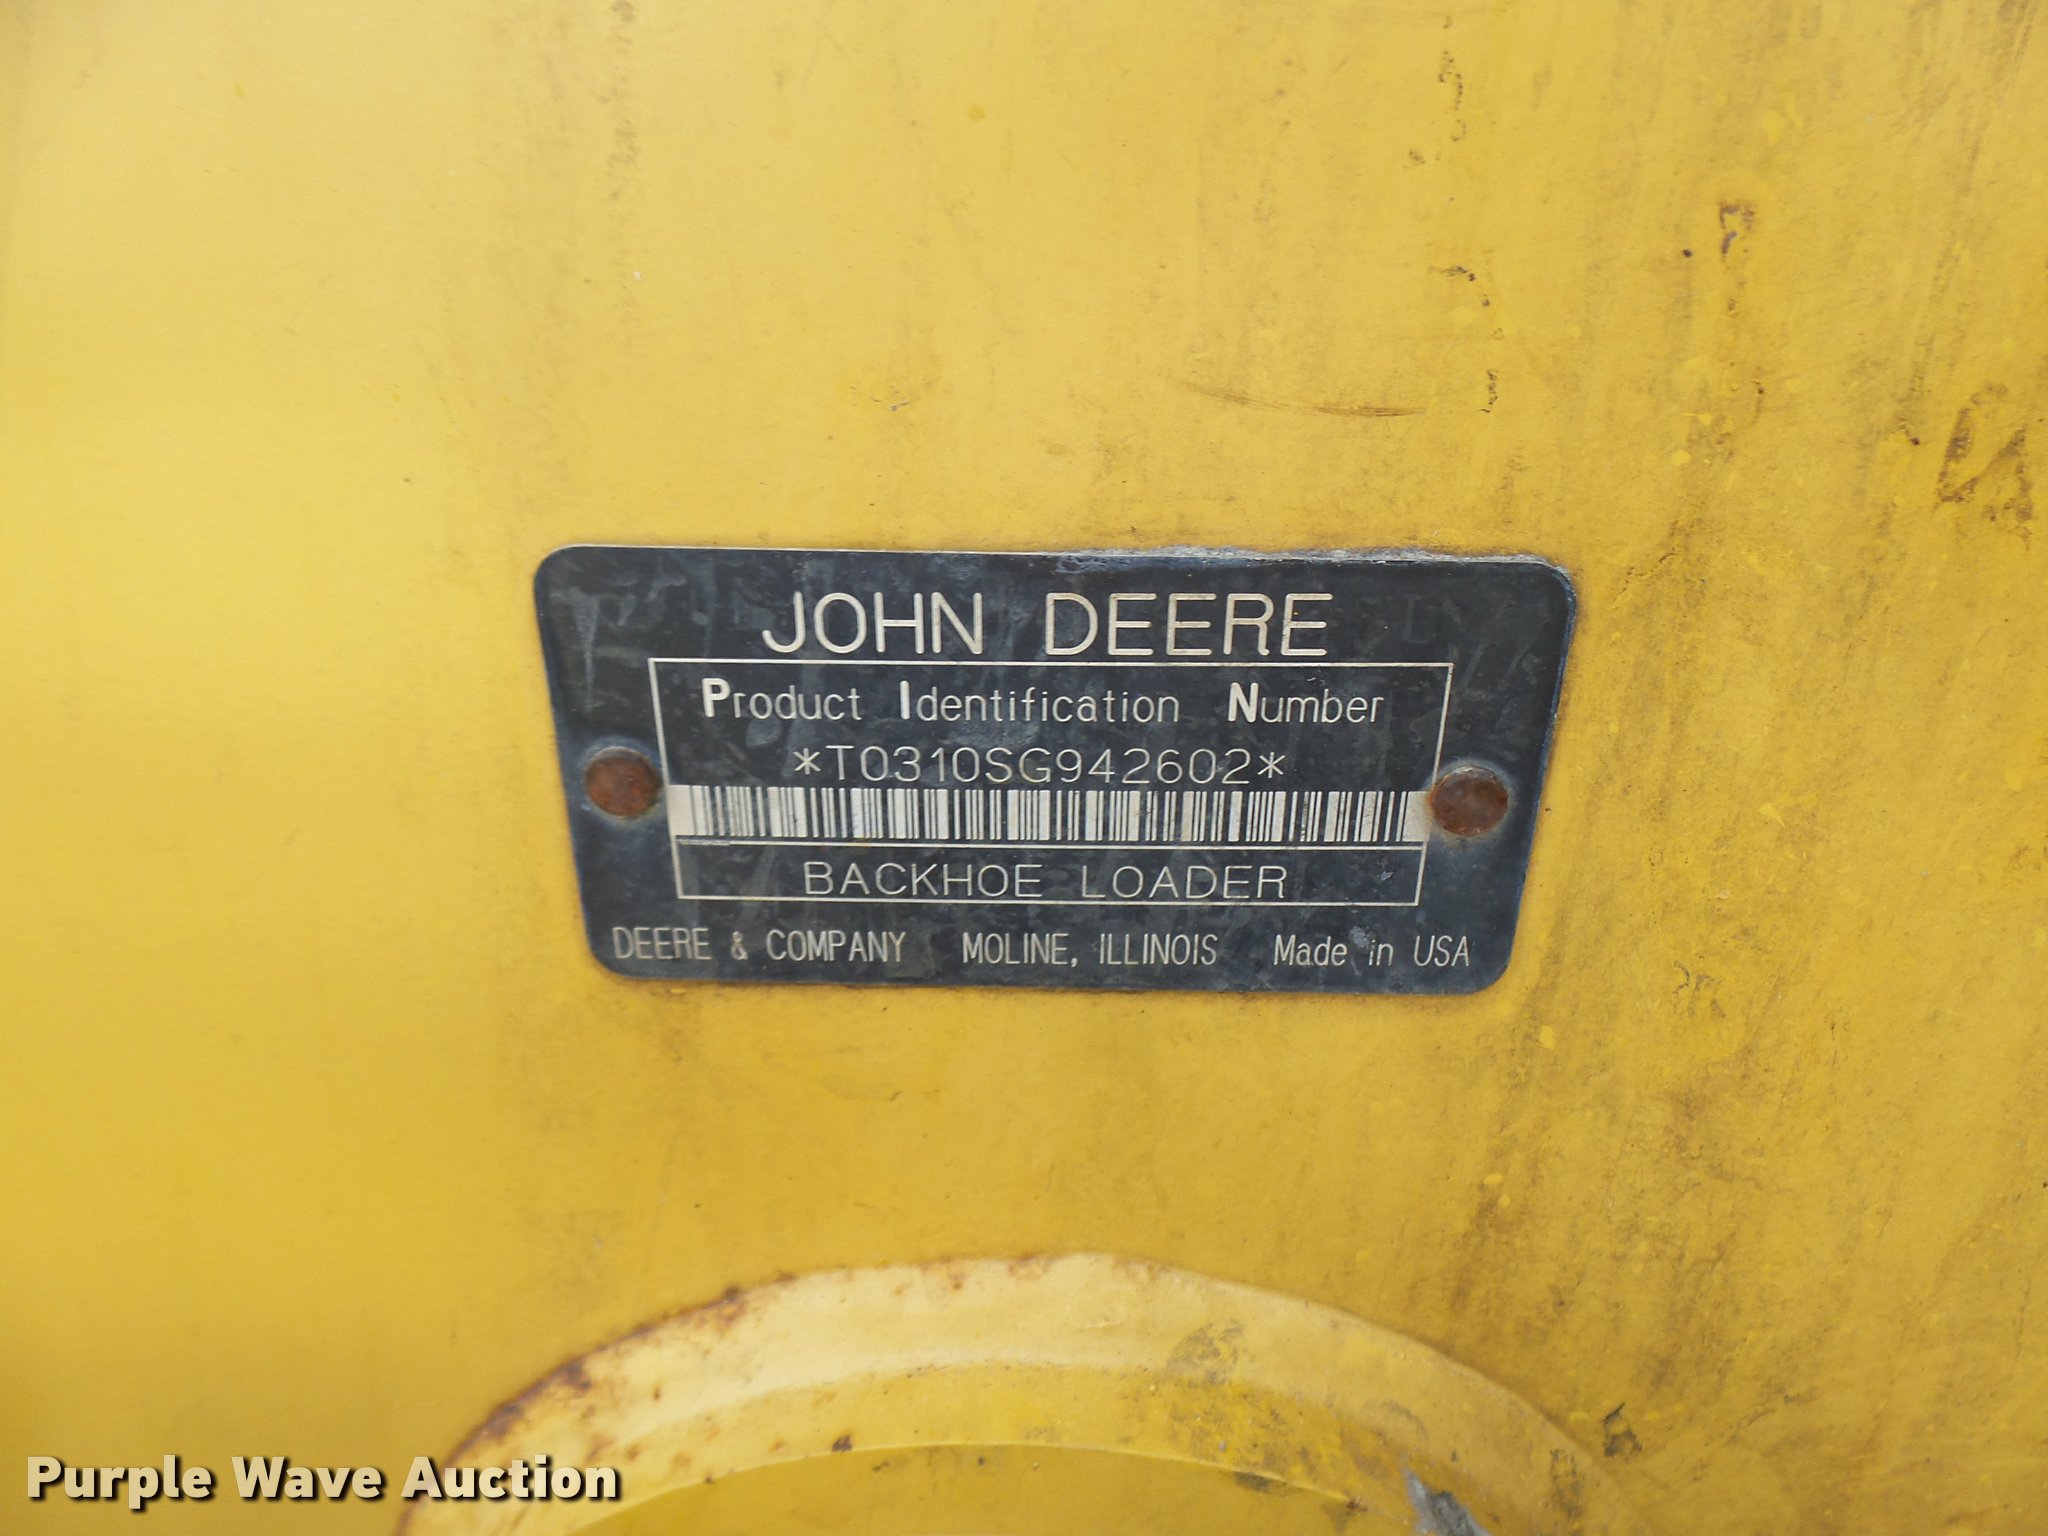 JOHN DEERE
Product Identification Number
*T0310SG942602*
BACKHOE LOADER
DEERE & COMPANY MOLINE, ILLINOIS Made in USA
Purple Wave Auction